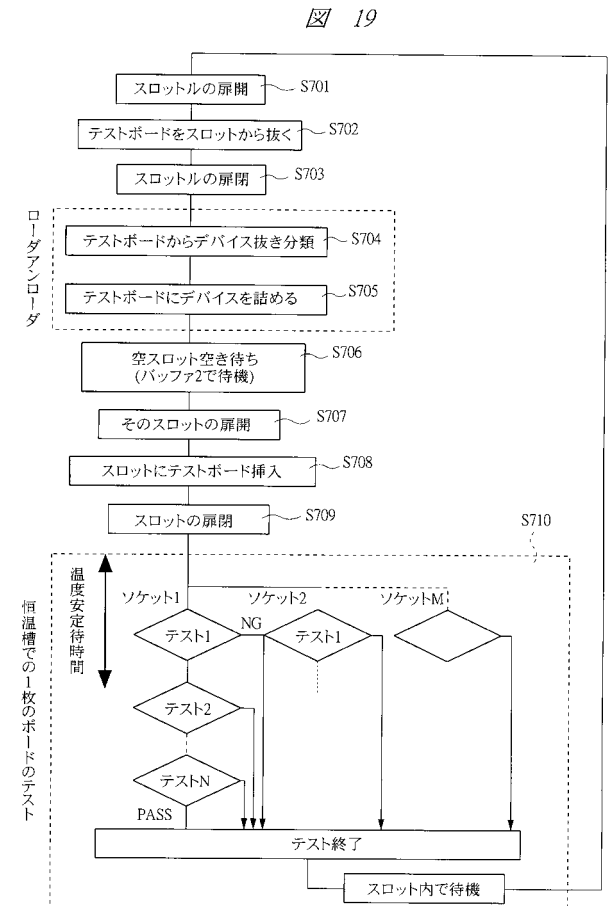 図 19
スロットルの扉開
S701
テストボードをスロットから抜く
S702
スロットルの扉閉
S703
ローダアンローダ
テストボードからデバイス抜き分類
S704
テストボードにデバイスを詰める
S705
空スロット空き待ち
(バッファ2で待機)
S706
そのスロットの扉開
S707
スロットにテストボード挿入
S708
スロットの扉閉
S709
S710
恒温槽での1枚のボードのテスト
温度安定待時間
ソケット1
ソケット2
ソケットM
テスト1
NG
テスト1
テスト2
テストN
PASS
テスト終了
スロット内で待機